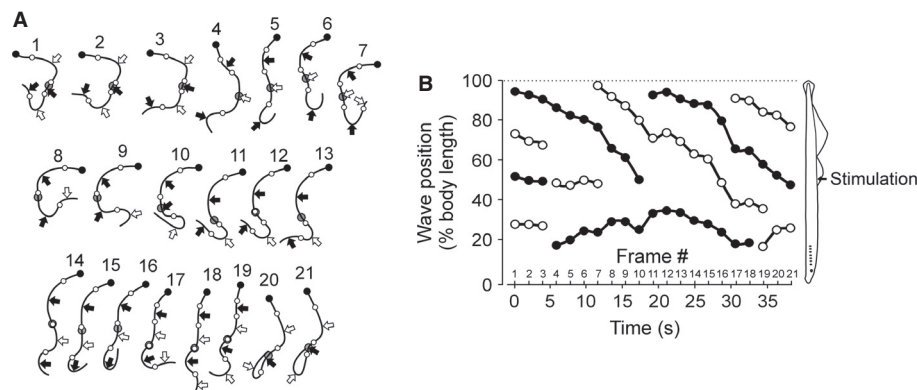 A
1 2 3 4 5 6 7
8 9 10 11 12 13
14 15 16 17 18 19 20 21
B
Wave position
(% body length)
100
80
60
40
20
Stimulation
Frame #
1 2 3 4 5 6 7 8 9 10 11 12 13 14 15 16 17 18 19 20 21
0 5 10 15 20 25 30 35
Time (s)